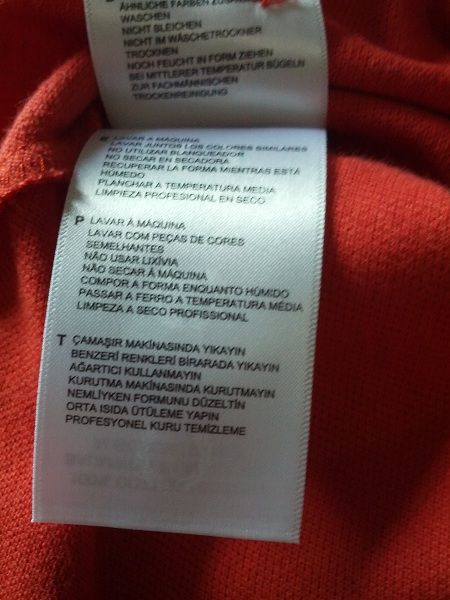 ÄHNLICHE FARBEN
WASCHEN
NICHT BLEICHEN
NICHT IM WÄSCHETROCKNER
TROCKNEN
NOCH FEUCHT IN FORM ZIEHEN
BEI MITTLERER TEMPERATUR BÜGELN
ZUR FACHMÄNNISCHEN
TROCKENREINIGUNG
E LAVAR A MÁQUINA
LAVAR JUNTOS LOS COLORES SIMILARES
NO UTILIZAR BLANQUEADOR
NO SECAR EN SECADORA
RECUPERAR LA FORMA MIENTRAS ESTÁ
HÚMEDO
PLANCHAR A TEMPERATURA MEDIA
LIMPIEZA PROFESIONAL EN SECO
P LAVAR À MÁQUINA
LAVAR COM PEÇAS DE CORES
SEMELHANTES
NÃO USAR LIXÍVIA
NÃO SECAR À MÁQUINA
COMPOR A FORMA ENQUANTO HÚMIDO
PASSAR A FERRO A TEMPERATURA MÉDIA
LIMPEZA A SECO PROFISSIONAL
T ÇAMAŞIR MAKİNASINDA YIKAYIN
BENZERİ RENKLERİ BİRARADA YIKAYIN
AĞARTICI KULLANMAYIN
KURUTMA MAKİNASINDA KURUTMAYIN
NEMLİYKEN FORMUNU DÜZELTİN
ORTA ISIDA ÜTÜLEME YAPIN
PROFESYONEL KURU TEMİZLEME